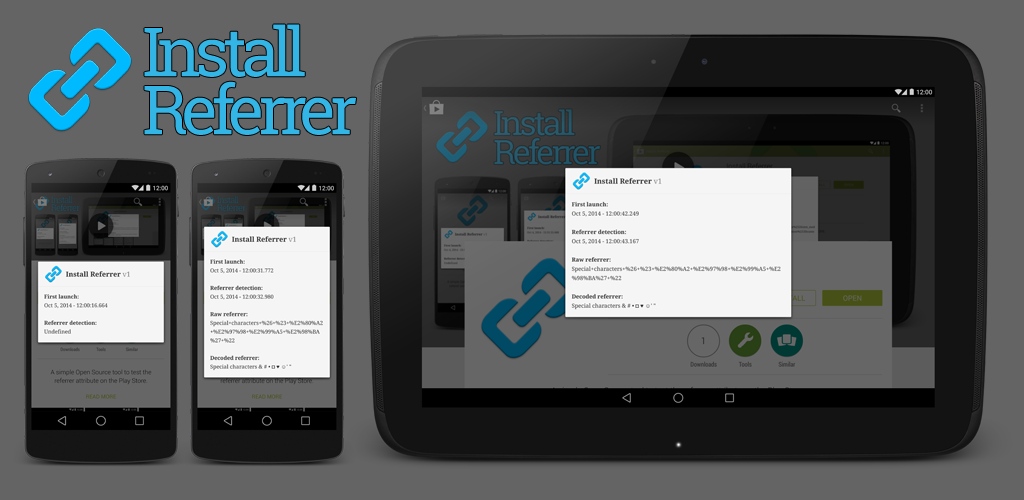 Install
Referrer
12:00
Install Referrer v1
First launch:
Oct 5, 2014 - 12:00:16.664
Referrer detection:
Undefined
Downloads Tools Similar
A simple Open Source tool to test the
referrer attribute on the Play Store.
READ MORE
12:00
Install Referrer v1
First launch:
Oct 5, 2014 - 12:00:31.772
Referrer detection:
Oct 5, 2014 - 12:00:32.980
Raw referrer:
Special+characters+%26+%23+%E2%80%A2
+%E2%97%98+%E2%99%A5+%E2%98%BA
%27+%22
Decoded referrer:
Special characters & # • ◘ ♥ ☺ ' "
referrer attribute on the Play Store.
READ MORE
12:00
Install
Referrer
Install Referrer v1
First launch:
Oct 5, 2014 - 12:00:42.249
Referrer detection:
Oct 5, 2014 - 12:00:43.167
Raw referrer:
Special+characters+%26+%23+%E2%80%A2+%E2%97%98+%E2%99%A5+%E2
%98%BA+%27+%22
Decoded referrer:
Special characters & # • ◘ ♥ ☺ ' "
ALL
OPEN
1
Downloads Tools Similar